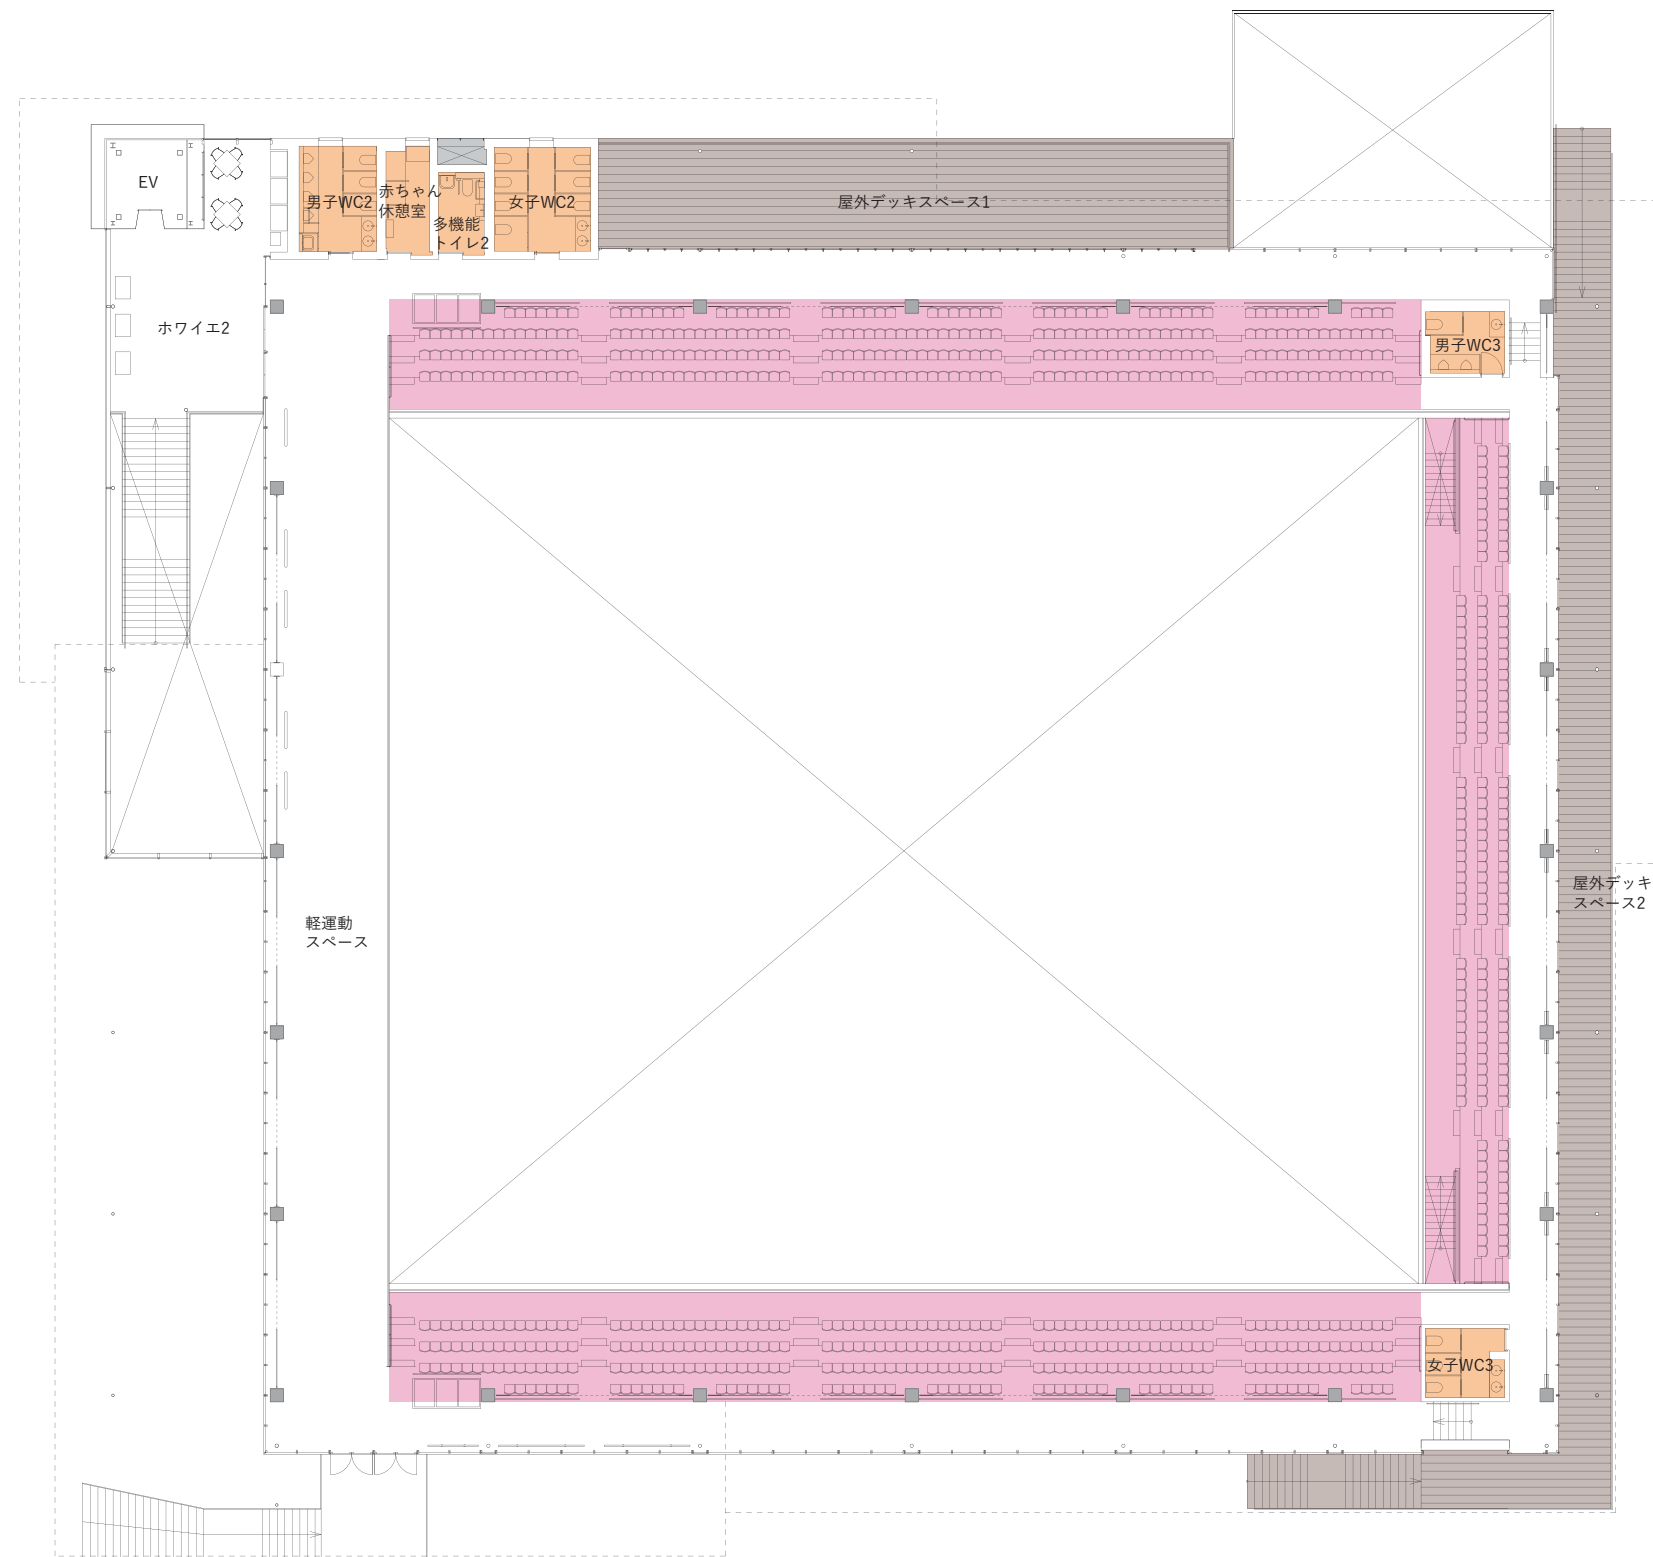 EV
男子WC2
赤ちゃん
休憩室
多機能
トイレ2
女子WC2
屋外デッキスペース1
ホワイエ2
男子WC3
屋外デッキ
スペース2
軽運動
スペース
女子WC3